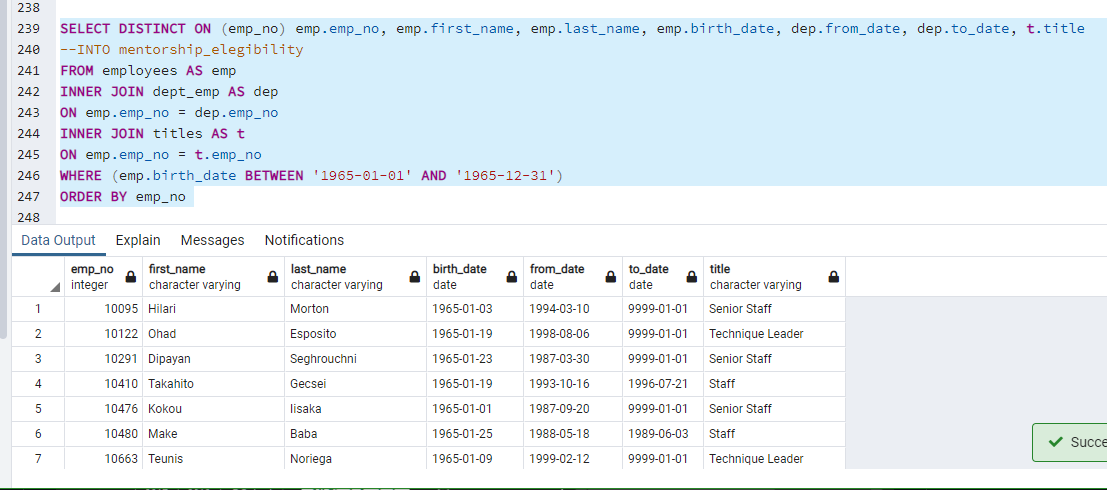 238
239 SELECT DISTINCT ON (emp_no) emp.emp_no, emp.first_name, emp.last_name, emp.birth_date, dep.from_date, dep.to_date, t.title
240 --INTO mentorship_elegibility
241 FROM employees AS emp
242 INNER JOIN dept_emp AS dep
243 ON emp.emp_no = dep.emp_no
244 INNER JOIN titles AS t
245 ON emp.emp_no = t.emp_no
246 WHERE (emp.birth_date BETWEEN '1965-01-01' AND '1965-12-31')
247 ORDER BY emp_no
248
Data Output Explain Messages Notifications
emp_no first_name last_name birth_date from_date to_date title
integer character varying character varying date date date character varying
1 10095 Hilari Morton 1965-01-03 1994-03-10 9999-01-01 Senior Staff
2 10122 Ohad Esposito 1965-01-19 1998-08-06 9999-01-01 Technique Leader
3 10291 Dipayan Seghrouchni 1965-01-23 1987-03-30 9999-01-01 Senior Staff
4 10410 Takahito Gecsei 1965-01-19 1993-10-16 1996-07-21 Staff
5 10476 Kokou Iisaka 1965-01-01 1987-09-20 9999-01-01 Senior Staff
6 10480 Make Baba 1965-01-25 1988-05-18 1989-06-03 Staff
7 10663 Teunis Noriega 1965-01-09 1999-02-12 9999-01-01 Technique Leader
Succe